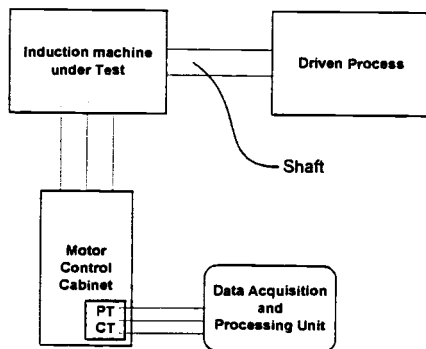 Induction machine
under Test
Driven Process
Shaft
Motor
Control
Cabinet
PT
CT
Data Acquisition
and
Processing Unit